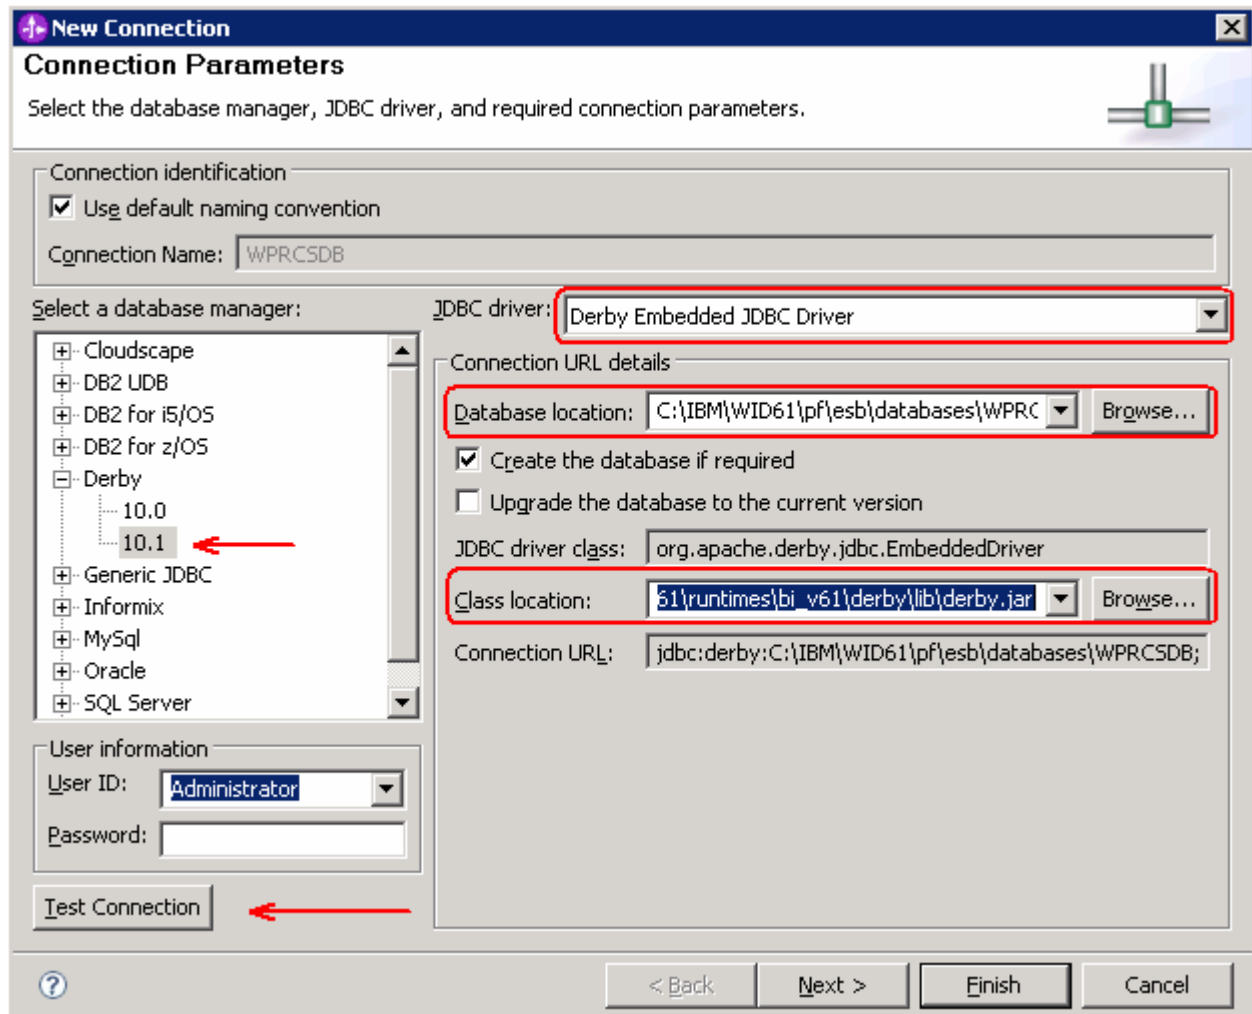 New Connection
Connection Parameters
Select the database manager, JDBC driver, and required connection parameters.
Connection identification
Use default naming convention
Connection Name: WPRCSDB
Select a database manager:
Cloudscape
DB2 UDB
DB2 for i5/OS
DB2 for z/OS
Derby
10.0
10.1
Generic JDBC
Informix
MySql
Oracle
SQL Server
User information
User ID: Administrator
Password:
Test Connection
JDBC driver: Derby Embedded JDBC Driver
Connection URL details
Database location: C:\IBM\WID61\pf\esb\databases\WPRC Browse...
Create the database if required
Upgrade the database to the current version
JDBC driver class: org.apache.derby.jdbc.EmbeddedDriver
Class location: 61\runtimes\bi_v61\derby\lib\derby.jar Browse...
Connection URL: jdbc:derby:C:\IBM\WID61\pf\esb\databases\WPRCSDB;
? < Back Next > Finish Cancel